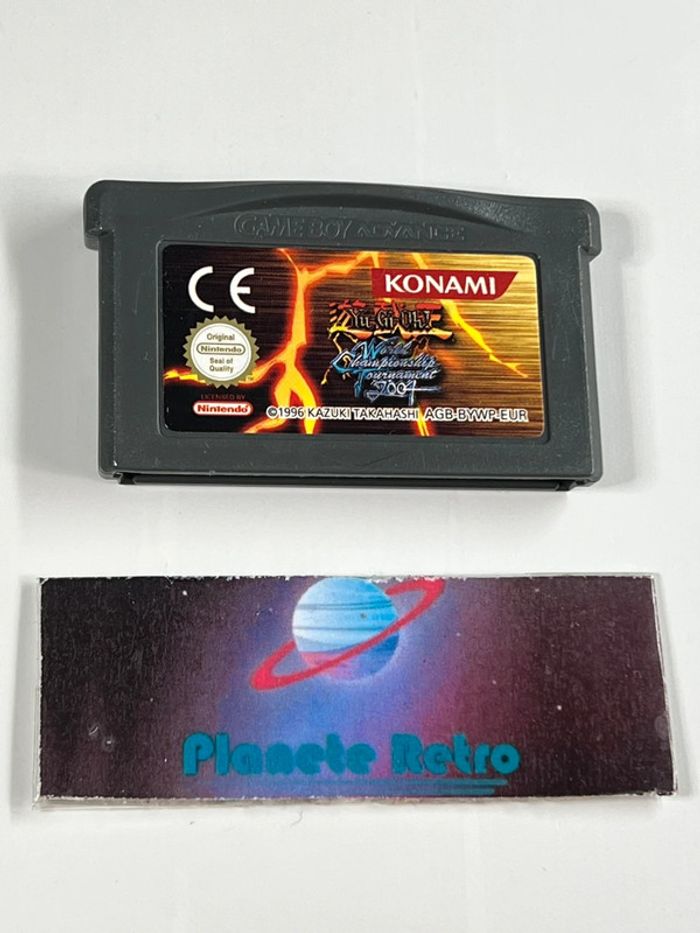 GAME BOY ADVANCE
CE
KONAMI
Yu-Gi-Oh!
World
Championship
Tournament
2004
Original
Nintendo
Seal of
Quality
TM
LICENSED BY
Nintendo
©1996 KAZUKI TAKAHASHI AGB-BYWP-EUR
Planete Retro